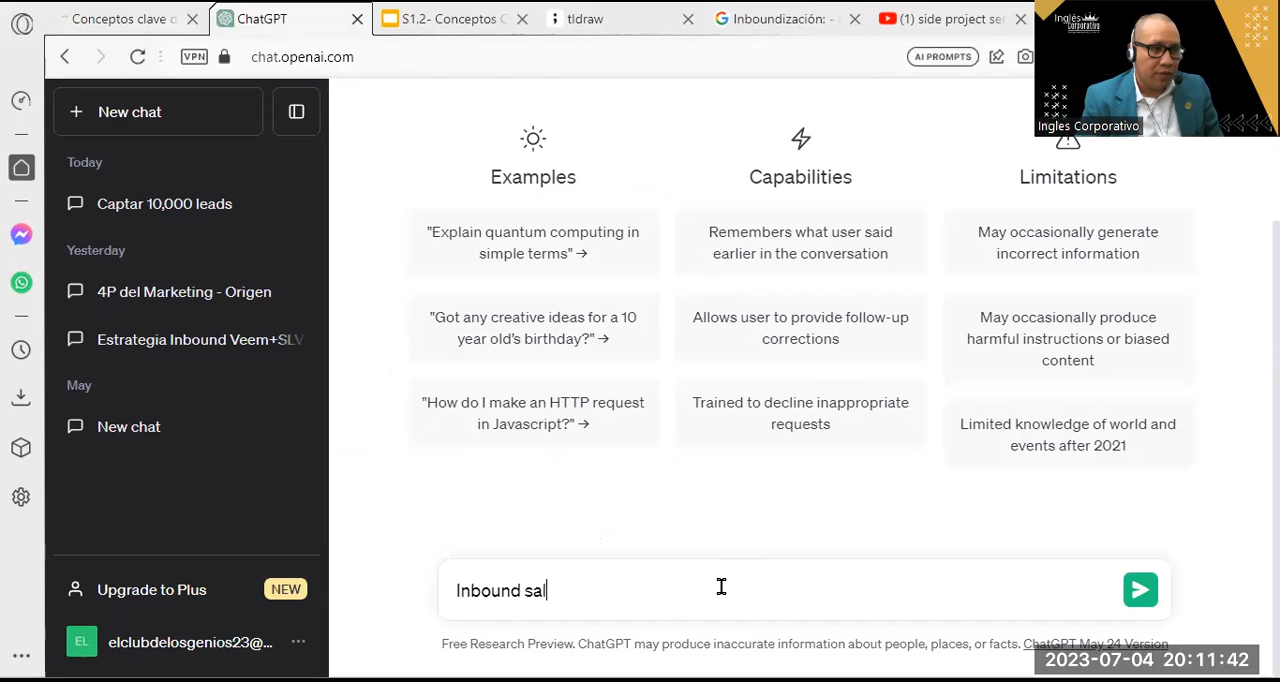 Conceptos clave d
ChatGPT
S1.2- Conceptos C
tldraw
Inboundización: -
(1) side project ser
VPN
chat.openai.com
AI PROMPTS
Inglés
Corporativo
Ingles Corporativo
New chat
Today
Captar 10,000 leads
Yesterday
4P del Marketing - Origen
Estrategia Inbound Veem+SLV
May
New chat
Upgrade to Plus
NEW
EL
elclubdelosgenios23@...
Examples
"Explain quantum computing in
simple terms" →
"Got any creative ideas for a 10
year old's birthday?" →
"How do I make an HTTP request
in Javascript?" →
Capabilities
Remembers what user said
earlier in the conversation
Allows user to provide follow-up
corrections
Trained to decline inappropriate
requests
Limitations
May occasionally generate
incorrect information
May occasionally produce
harmful instructions or biased
content
Limited knowledge of world and
events after 2021
Inbound sal
Free Research Preview. ChatGPT may produce inaccurate information about people, places, or facts. ChatGPT May 24 Version
2023-07-04 20:11:42